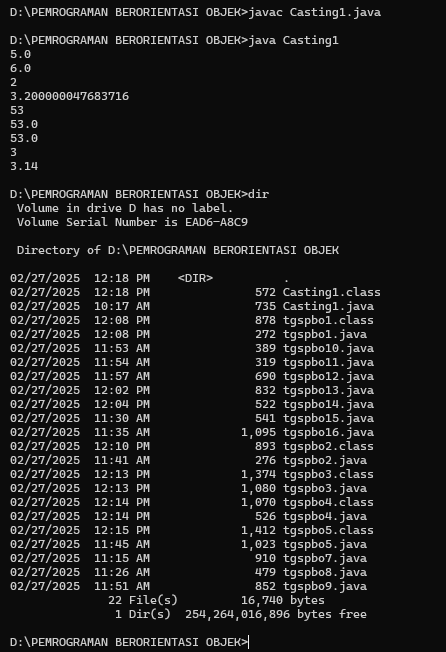 D:\PEMROGRAMAN BERORIENTASI OBJEK>javac Casting1.java
D:\PEMROGRAMAN BERORIENTASI OBJEK>java Casting1
5.0
6.0
2
3.200000047683716
53
53.0
53.0
3
3.14
D:\PEMROGRAMAN BERORIENTASI OBJEK>dir
 Volume in drive D has no label.
 Volume Serial Number is EAD6-A8C9
 Directory of D:\PEMROGRAMAN BERORIENTASI OBJEK
02/27/2025  12:18 PM    <DIR>          .
02/27/2025  12:18 PM               572 Casting1.class
02/27/2025  10:17 AM               735 Casting1.java
02/27/2025  12:08 PM               878 tgspbo1.class
02/27/2025  12:08 PM               272 tgspbo1.java
02/27/2025  11:53 AM               389 tgspbo10.java
02/27/2025  11:54 AM               319 tgspbo11.java
02/27/2025  11:57 AM               690 tgspbo12.java
02/27/2025  12:02 PM               832 tgspbo13.java
02/27/2025  12:04 PM               522 tgspbo14.java
02/27/2025  11:30 AM               541 tgspbo15.java
02/27/2025  11:35 AM             1,095 tgspbo16.java
02/27/2025  12:10 PM               893 tgspbo2.class
02/27/2025  11:41 AM               276 tgspbo2.java
02/27/2025  12:13 PM             1,374 tgspbo3.class
02/27/2025  12:13 PM             1,080 tgspbo3.java
02/27/2025  12:14 PM             1,070 tgspbo4.class
02/27/2025  12:14 PM               526 tgspbo4.java
02/27/2025  12:15 PM             1,412 tgspbo5.class
02/27/2025  11:45 AM             1,023 tgspbo5.java
02/27/2025  11:15 AM               910 tgspbo7.java
02/27/2025  11:26 AM               479 tgspbo8.java
02/27/2025  11:51 AM               852 tgspbo9.java
              22 File(s)         16,740 bytes
               1 Dir(s)  254,264,016,896 bytes free
D:\PEMROGRAMAN BERORIENTASI OBJEK>